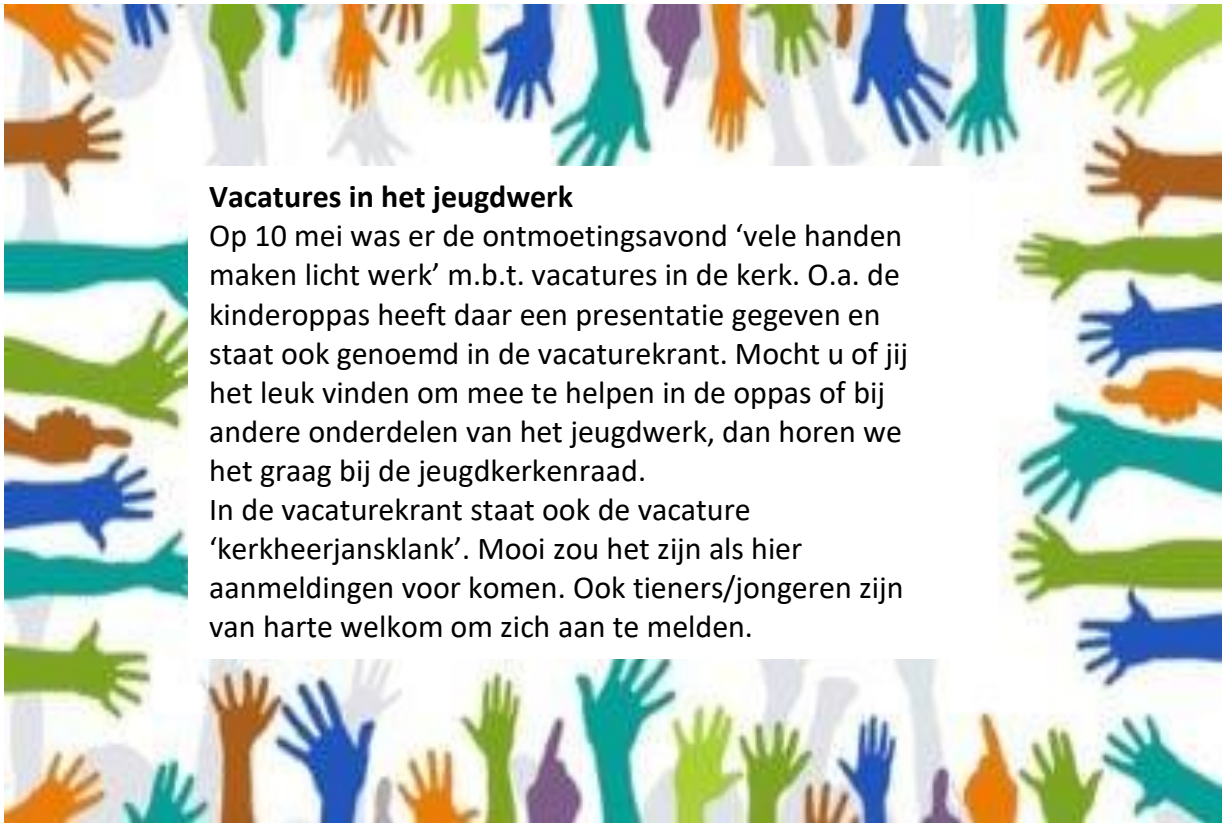 Vacatures in het jeugdwerk
Op 10 mei was er de ontmoetingsavond ‘vele handen
maken licht werk’ m.b.t. vacatures in de kerk. O.a. de
kinderoppas heeft daar een presentatie gegeven en
staat ook genoemd in de vacaturekrant. Mocht u of jij
het leuk vinden om mee te helpen in de oppas of bij
andere onderdelen van het jeugdwerk, dan horen we
het graag bij de jeugdkerkenraad.
In de vacaturekrant staat ook de vacature
‘kerkheerjansklank’. Mooi zou het zijn als hier
aanmeldingen voor komen. Ook tieners/jongeren zijn
van harte welkom om zich aan te melden.